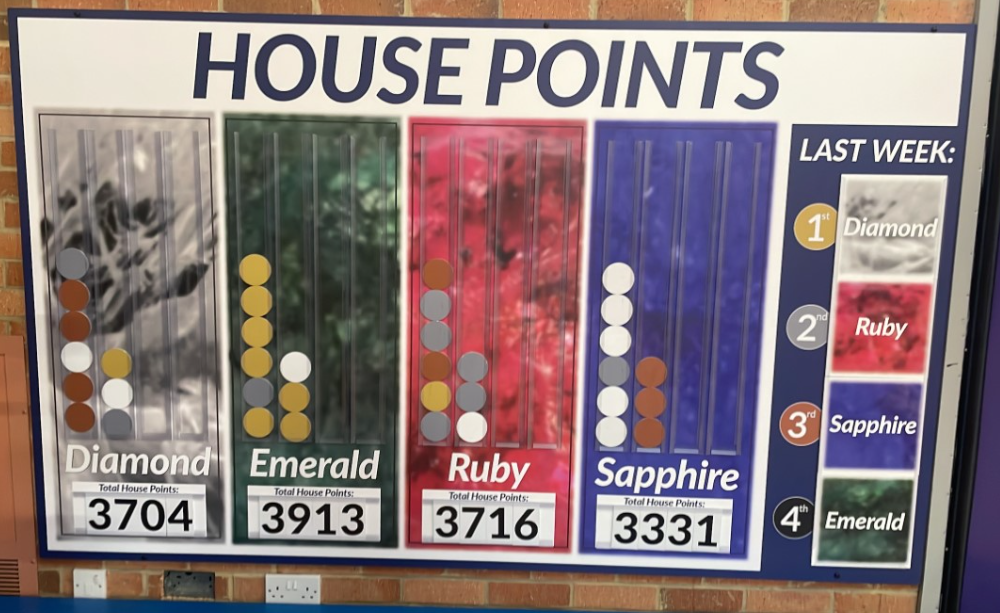 HOUSE POINTS
Diamond
Total House Points:
3704
Emerald
Total House Points:
3913
Ruby
Total House Points:
3716
Sapphire
Total House Points:
3331
LAST WEEK:
1st Diamond
2nd Ruby
3rd Sapphire
4th Emerald